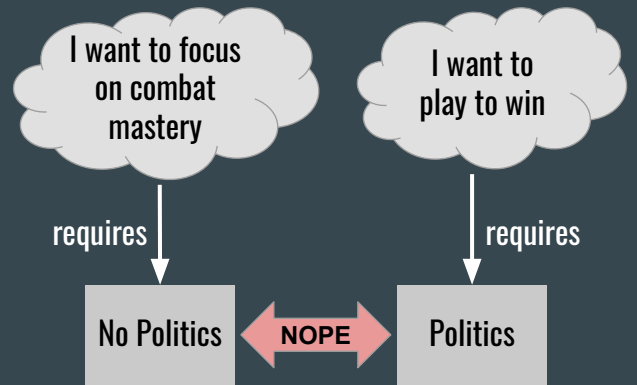 I want to focus
on combat
mastery
I want to
play to win
requires
requires
No Politics
NOPE
Politics